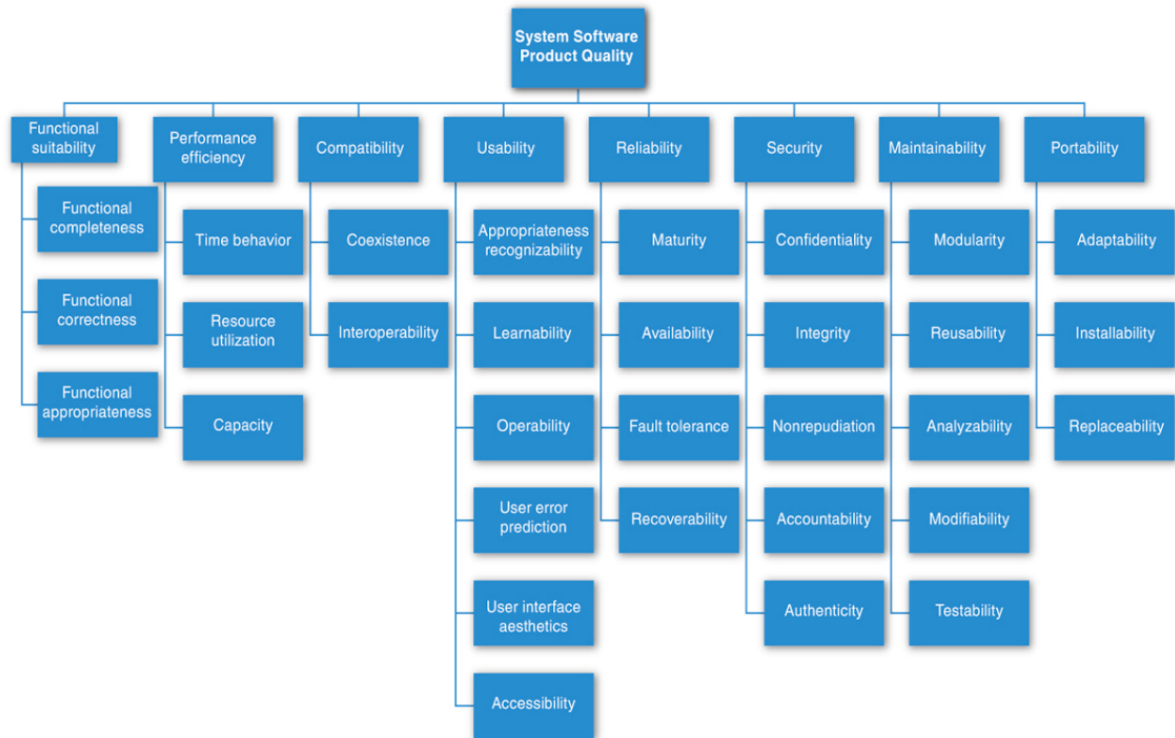 System Software
Product Quality
Functional
suitability
Performance
efficiency
Compatibility
Usability
Reliability
Security
Maintainability
Portability
Functional
completeness
Functional
correctness
Functional
appropriateness
Time behavior
Resource
utilization
Capacity
Coexistence
Interoperability
Appropriateness
recognizability
Learnability
Operability
User error
prediction
User interface
aesthetics
Accessibility
Maturity
Availability
Fault tolerance
Recoverability
Confidentiality
Integrity
Nonrepudiation
Accountability
Authenticity
Modularity
Reusability
Analyzability
Modifiability
Testability
Adaptability
Installability
Replaceability